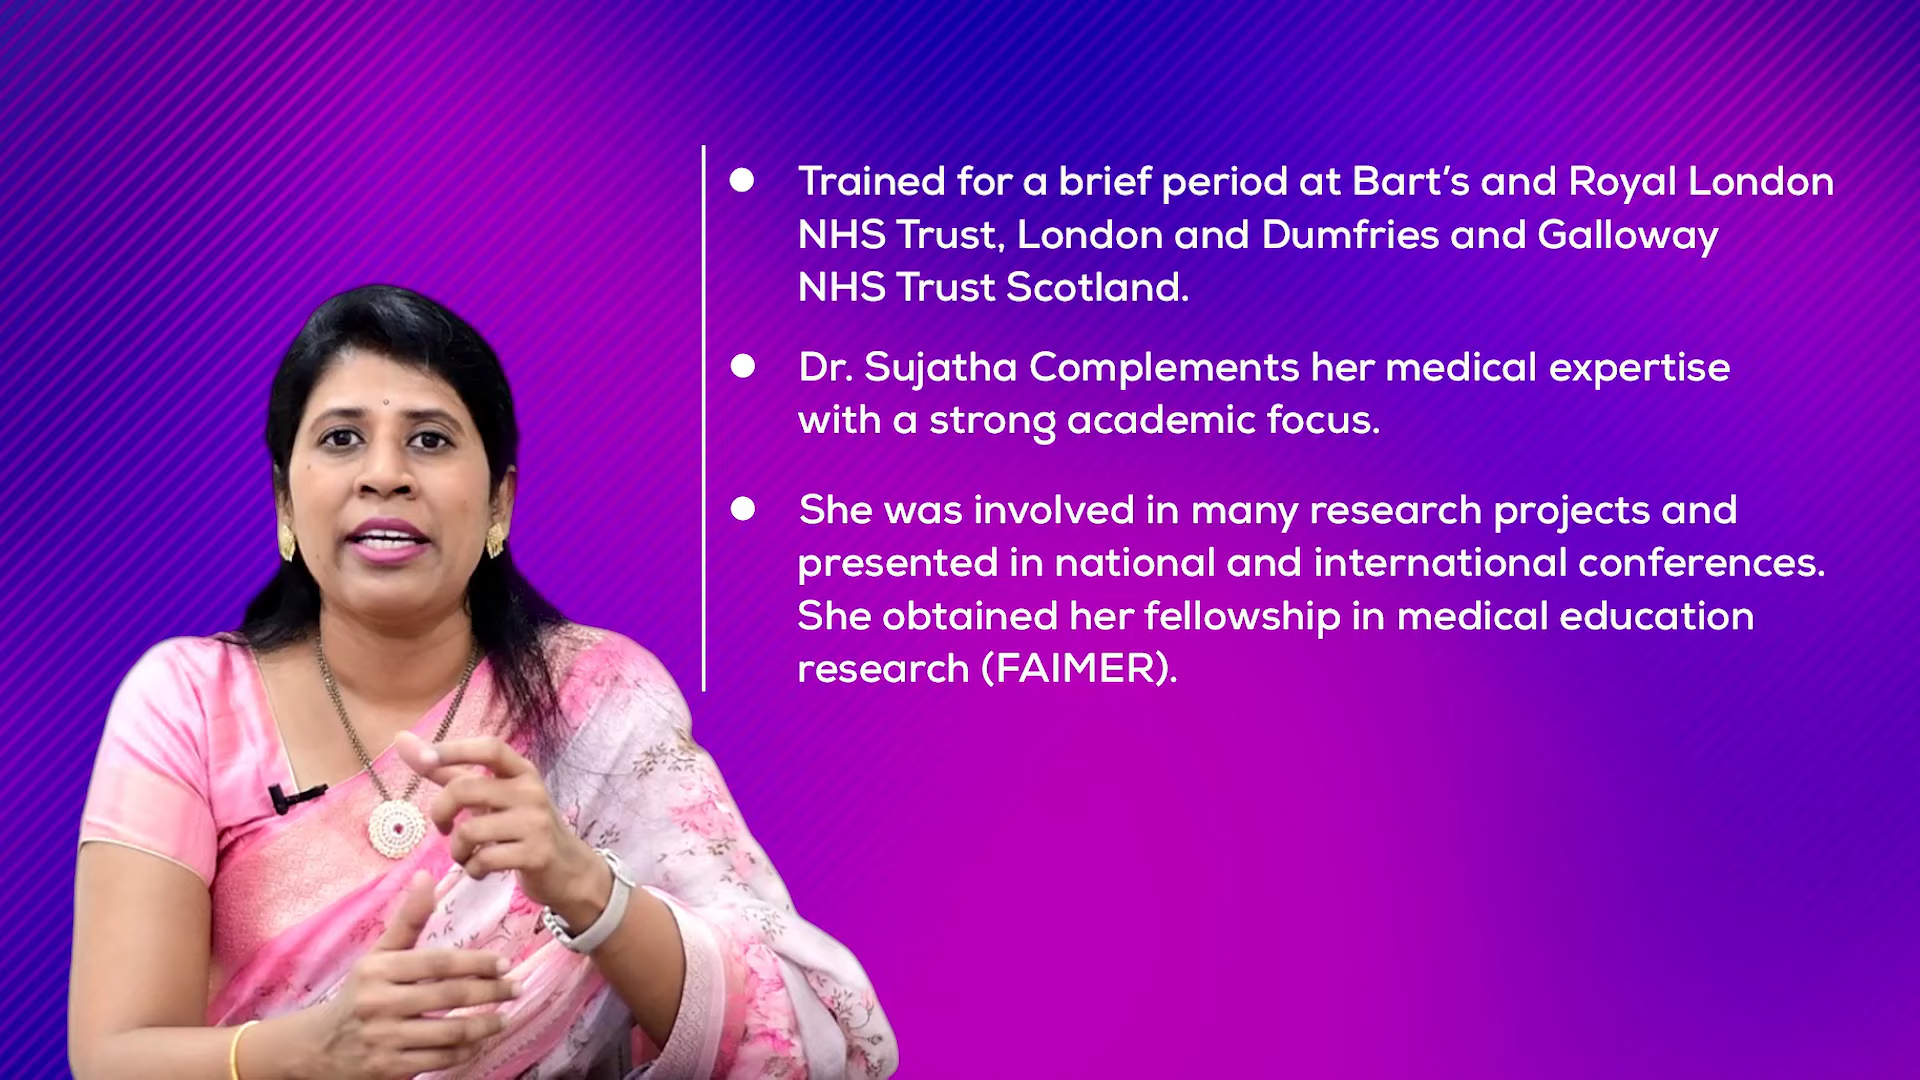 Trained for a brief period at Bart’s and Royal London
NHS Trust, London and Dumfries and Galloway
NHS Trust Scotland.
Dr. Sujatha Complements her medical expertise
with a strong academic focus.
She was involved in many research projects and
presented in national and international conferences.
She obtained her fellowship in medical education
research (FAIMER).